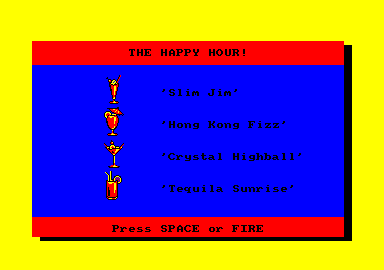 THE HAPPY HOUR!
'Slim Jim'
'Hong Kong Fizz'
'Crystal Highball'
'Tequila Sunrise'
Press SPACE or FIRE